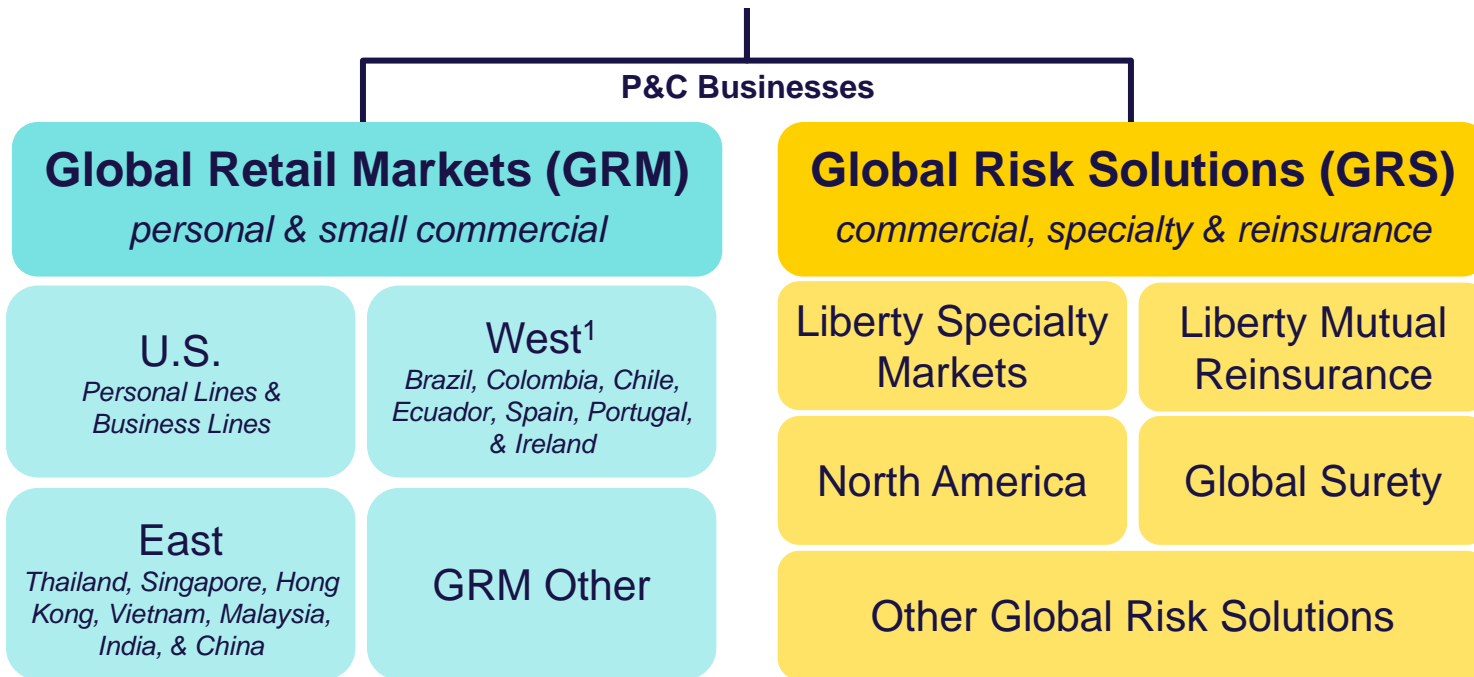 P&C Businesses
Global Retail Markets (GRM)
personal & small commercial
U.S.
Personal Lines &
Business Lines
West¹
Brazil, Colombia, Chile,
Ecuador, Spain, Portugal,
& Ireland
East
Thailand, Singapore, Hong
Kong, Vietnam, Malaysia,
India, & China
GRM Other
Global Risk Solutions (GRS)
commercial, specialty & reinsurance
Liberty Specialty
Markets
Liberty Mutual
Reinsurance
North America
Global Surety
Other Global Risk Solutions